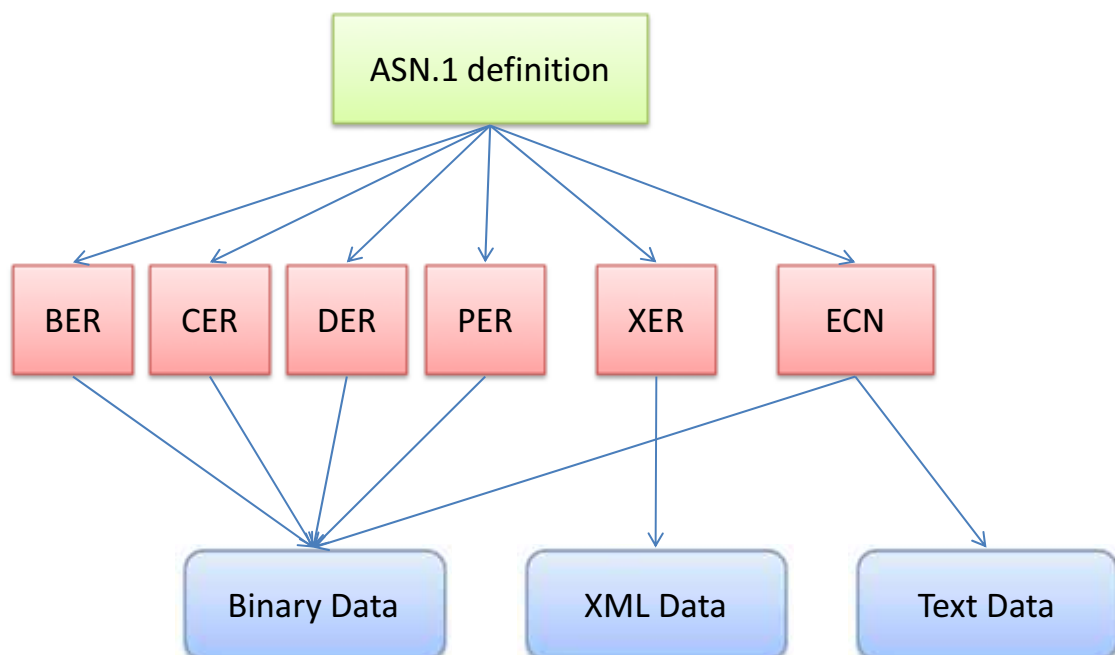 ASN.1 definition
BER
CER
DER
PER
XER
ECN
Binary Data
XML Data
Text Data